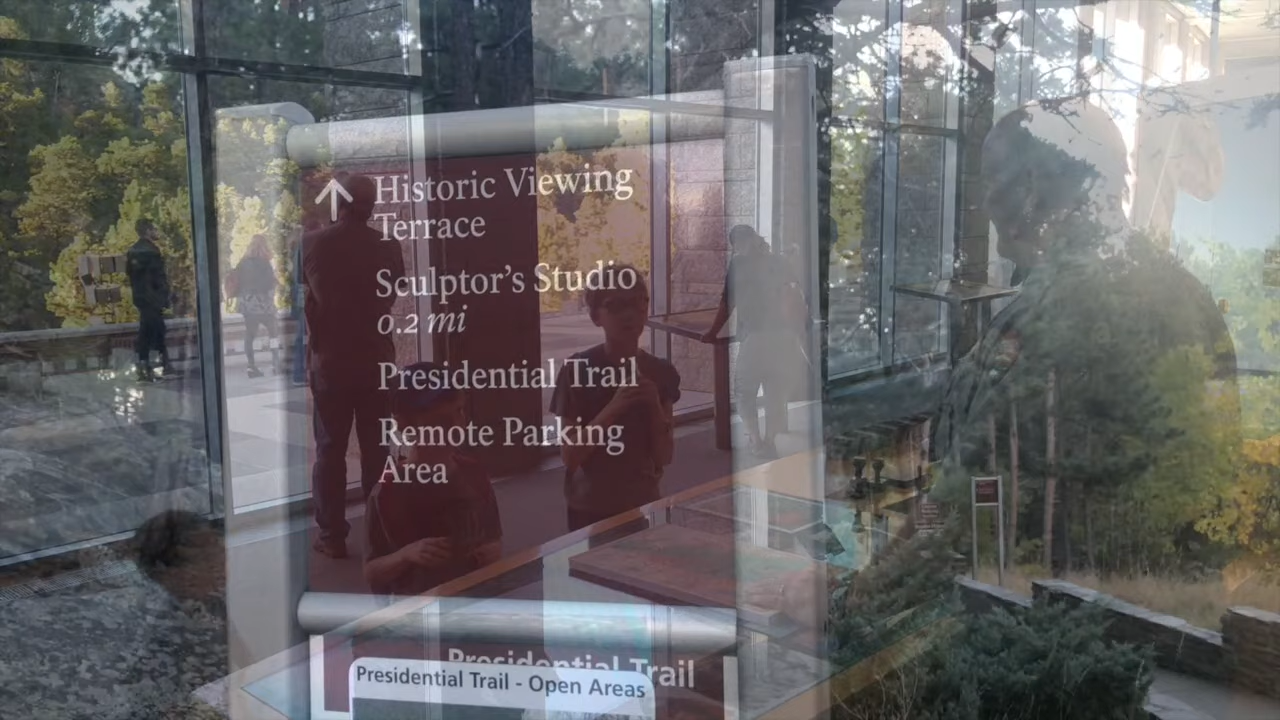 ↑ Historic Viewing
Terrace
Sculptor's Studio
0.2 mi
Presidential Trail
Remote Parking
Area
Presidential Trail
Presidential Trail - Open Areas